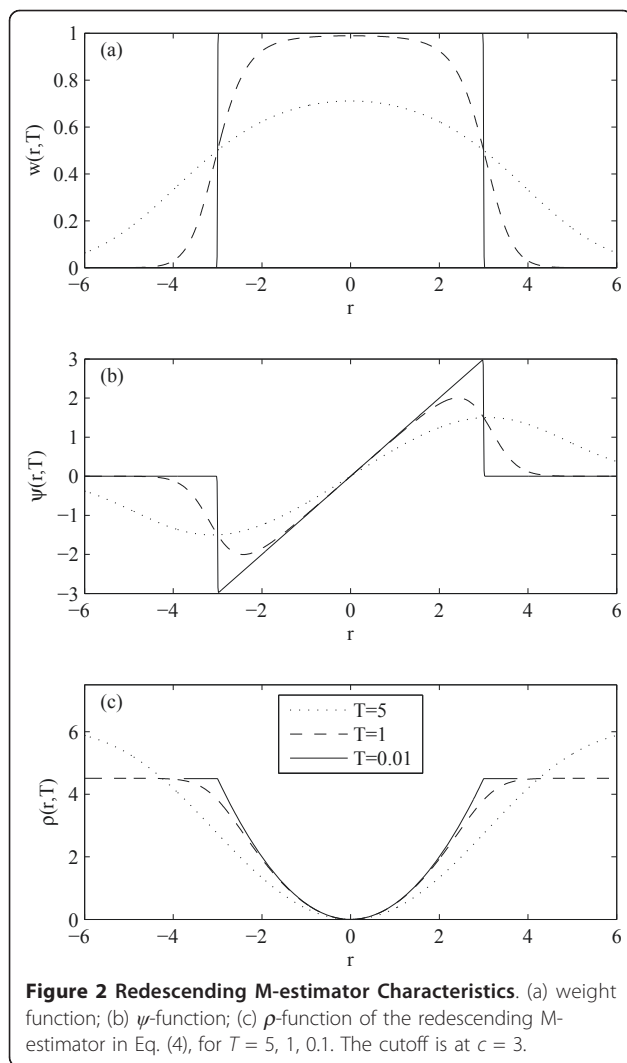 (a)
1
0.8
0.6
0.4
0.2
0
w(r,T)
−6 −4 −2 0 2 4 6
r
(b)
3
2
1
0
−1
−2
−3
ψ(r,T)
−6 −4 −2 0 2 4 6
r
(c)
6
4
2
0
ρ(r,T)
T=5
T=1
T=0.01
−6 −4 −2 0 2 4 6
r
Figure 2 Redescending M-estimator Characteristics. (a) weight
function; (b) ψ-function; (c) ρ-function of the redescending M-
estimator in Eq. (4), for T = 5, 1, 0.1. The cutoff is at c = 3.